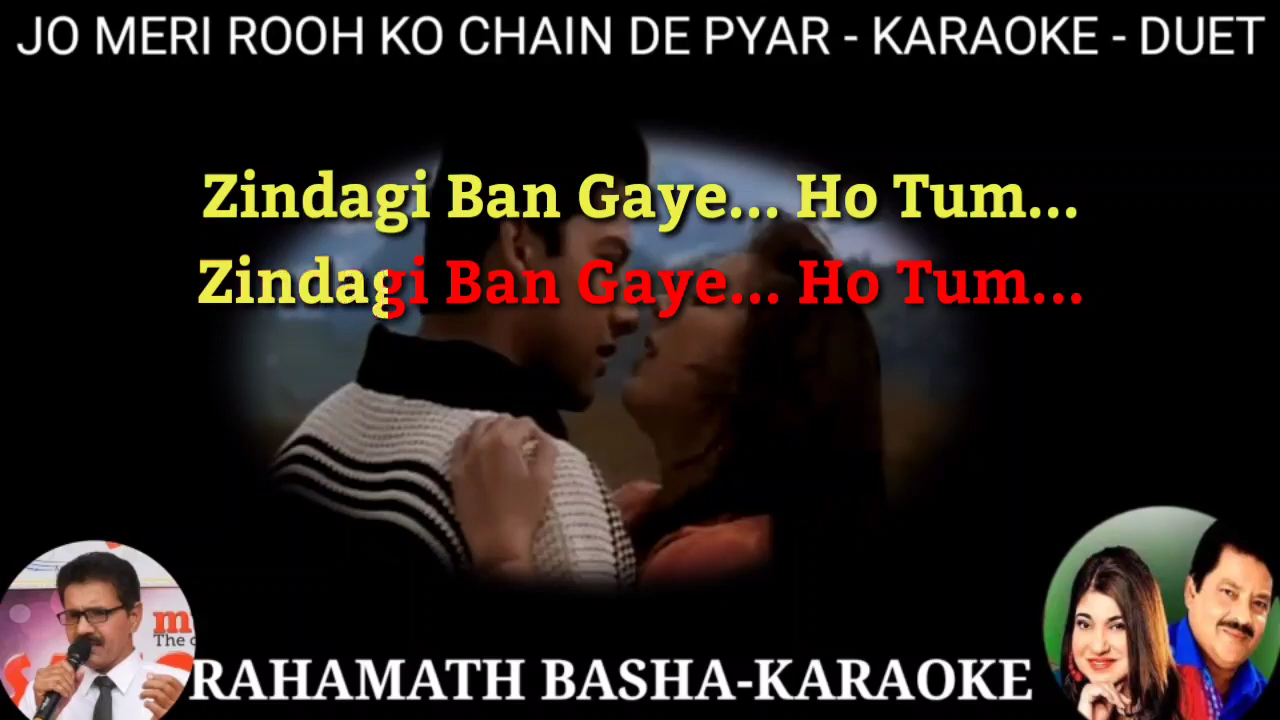 JO MERI ROOH KO CHAIN DE PYAR - KARAOKE - DUET
Zindagi Ban Gaye... Ho Tum...
Zindagi Ban Gaye... Ho Tum...
The
RAHAMATH BASHA-KARAOKE